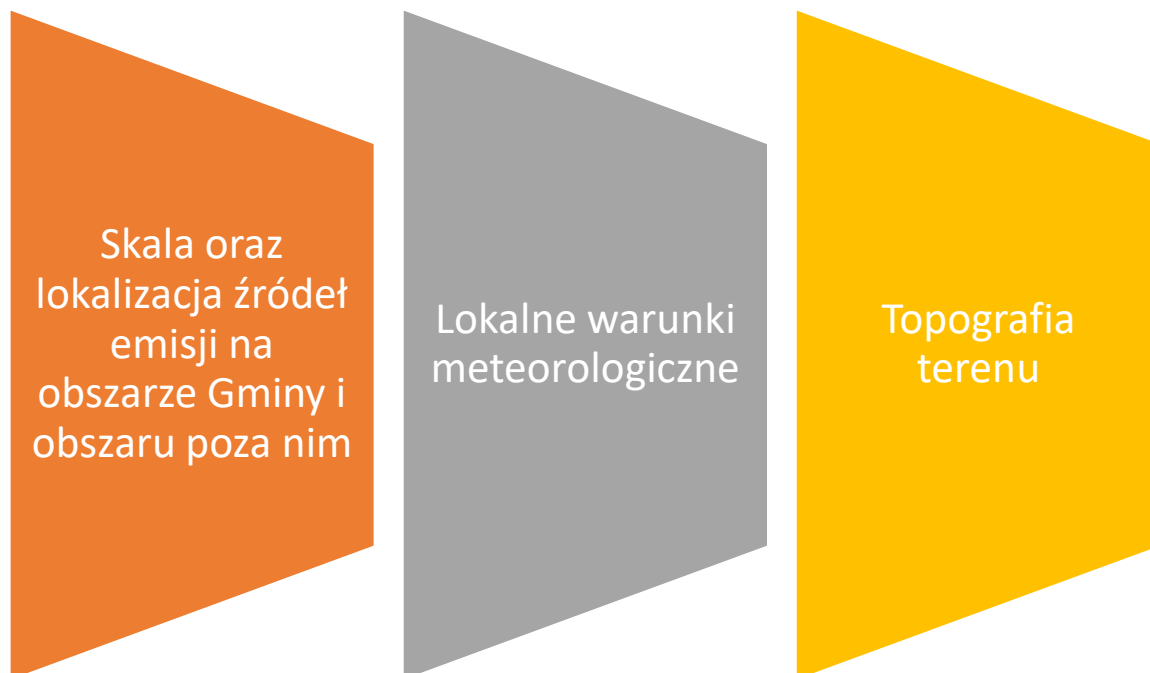 Skala oraz
lokalizacja źródeł
emisji na
obszarze Gminy i
obszaru poza nim
Lokalne warunki
meteorologiczne
Topografia
terenu